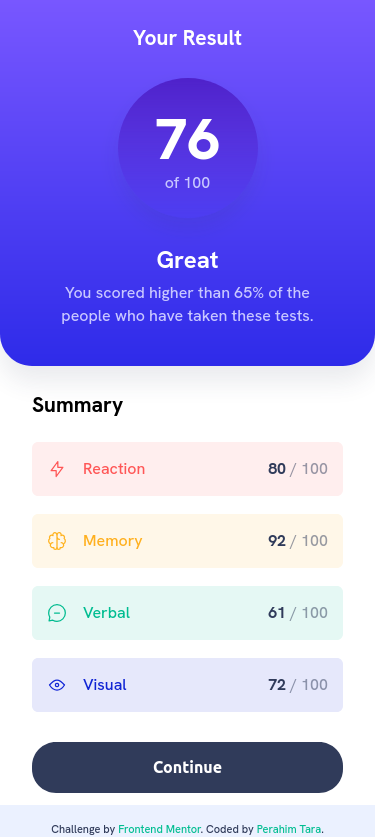 Your Result
76
of 100
Great
You scored higher than 65% of the
people who have taken these tests.
Summary
Reaction 80 / 100
Memory 92 / 100
Verbal 61 / 100
Visual 72 / 100
Continue
Challenge by Frontend Mentor. Coded by Perahim Tara.